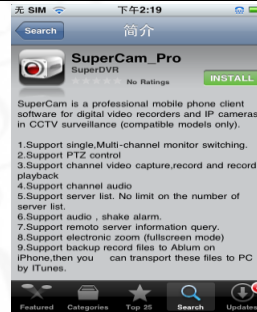 无 SIM 下午2:19
Search 简介
SuperCam_Pro
SuperDVR
No Ratings
INSTALL
SuperCam is a professional mobile phone client
software for digital video recorders and IP cameras
in CCTV surveillance (compatible models only).
1.Support single,Multi-channel monitor switching.
2.Support PTZ control
3.Support channel video capture,record and record
playback
4.Support channel audio
5.Support server list. No limit on the number of
server list.
6.Support audio , shake alarm.
7.Support remoto server information query.
8.Support electronic zoom (fullscreen mode)
9.Support backup record files to Ablum on
iPhone,then you can transport these files to PC
by ITunes.
Featured Categories Top 25 Search Updates